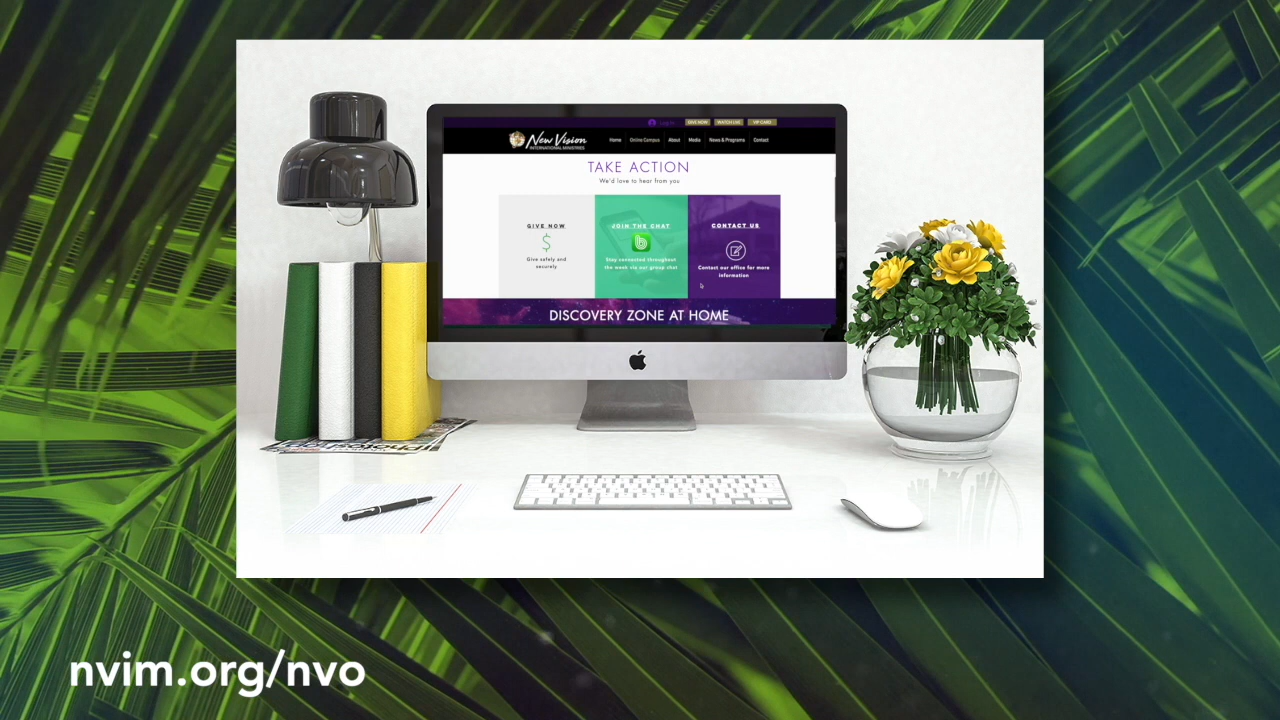 Log In
GIVE NOW
WATCH LIVE
VIP CARD
New Vision
INTERNATIONAL MINISTRIES
Home Online Campus About Media News & Programs Contact
TAKE ACTION
We'd love to hear from you
GIVE NOW
$
Give safely and
securely.
JOIN THE CHAT
b
Stay connected throughout
the week via our group chat
CONTACT US
Contact our office for more
information
DISCOVERY ZONE AT HOME
nvim.org/nvo